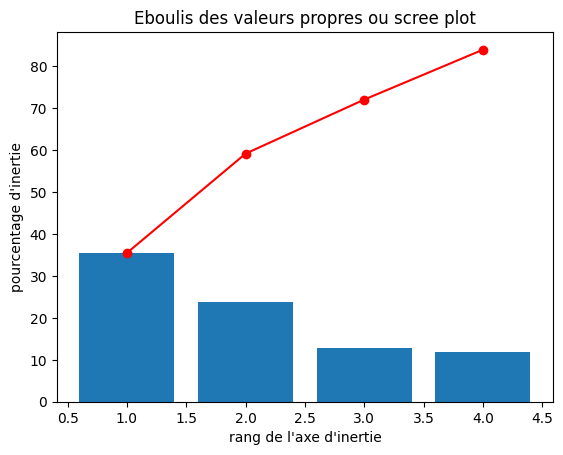 Eboulis des valeurs propres ou scree plot
pourcentage d'inertie
80
70
60
50
40
30
20
10
0
0.5 1.0 1.5 2.0 2.5 3.0 3.5 4.0 4.5
rang de l'axe d'inertie